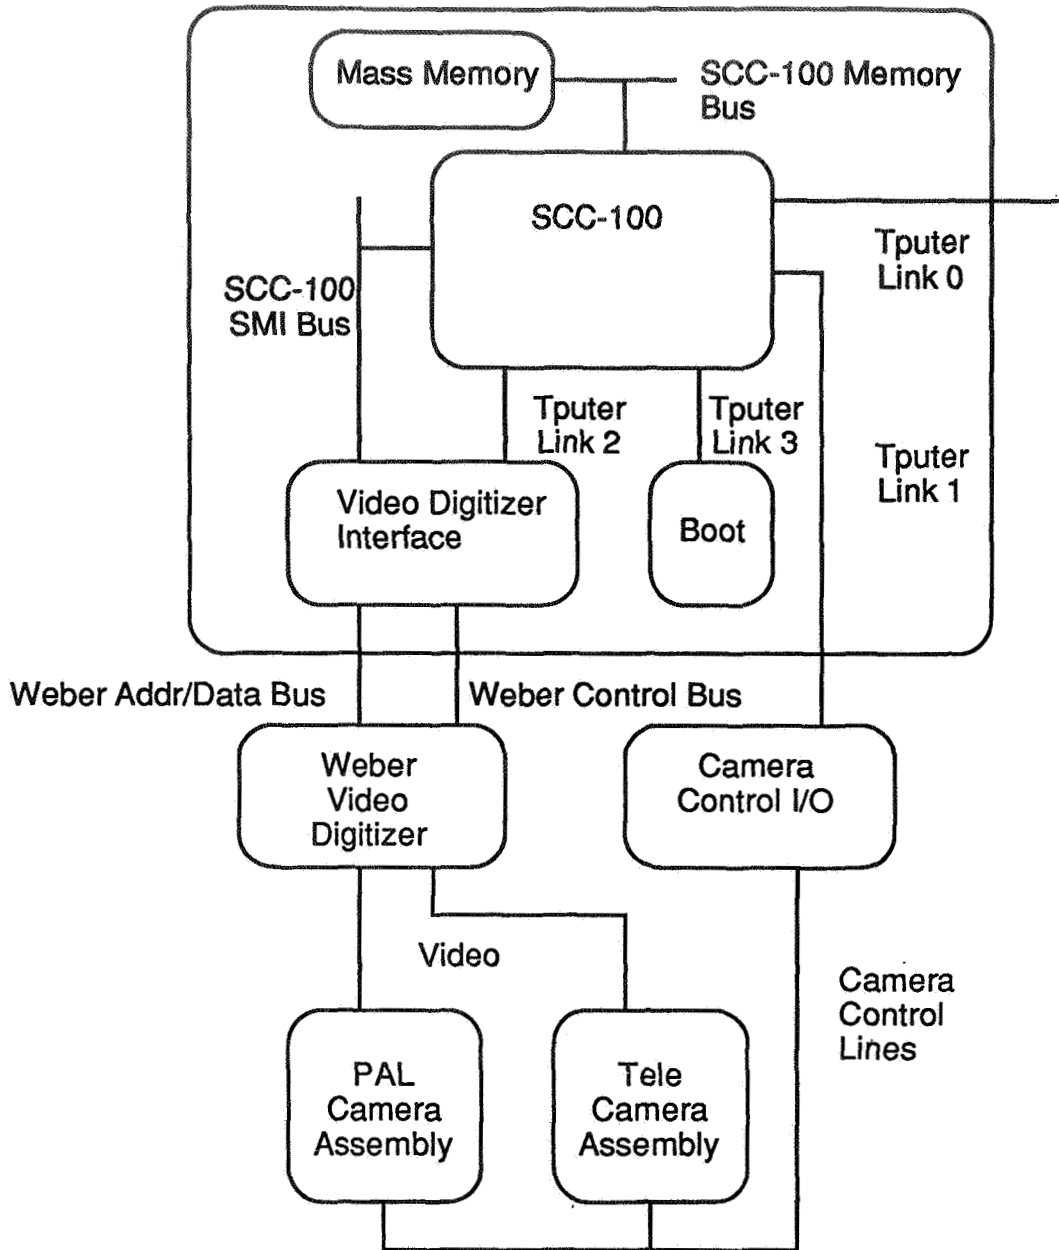 Mass Memory
SCC-100 Memory
Bus
SCC-100
Tputer
Link 0
SCC-100
SMI Bus
Tputer
Link 2
Tputer
Link 3
Tputer
Link 1
Video Digitizer
Interface
Boot
Weber Addr/Data Bus
Weber Control Bus
Weber
Video
Digitizer
Camera
Control I/O
Video
Camera
Control
Lines
PAL
Camera
Assembly
Tele
Camera
Assembly